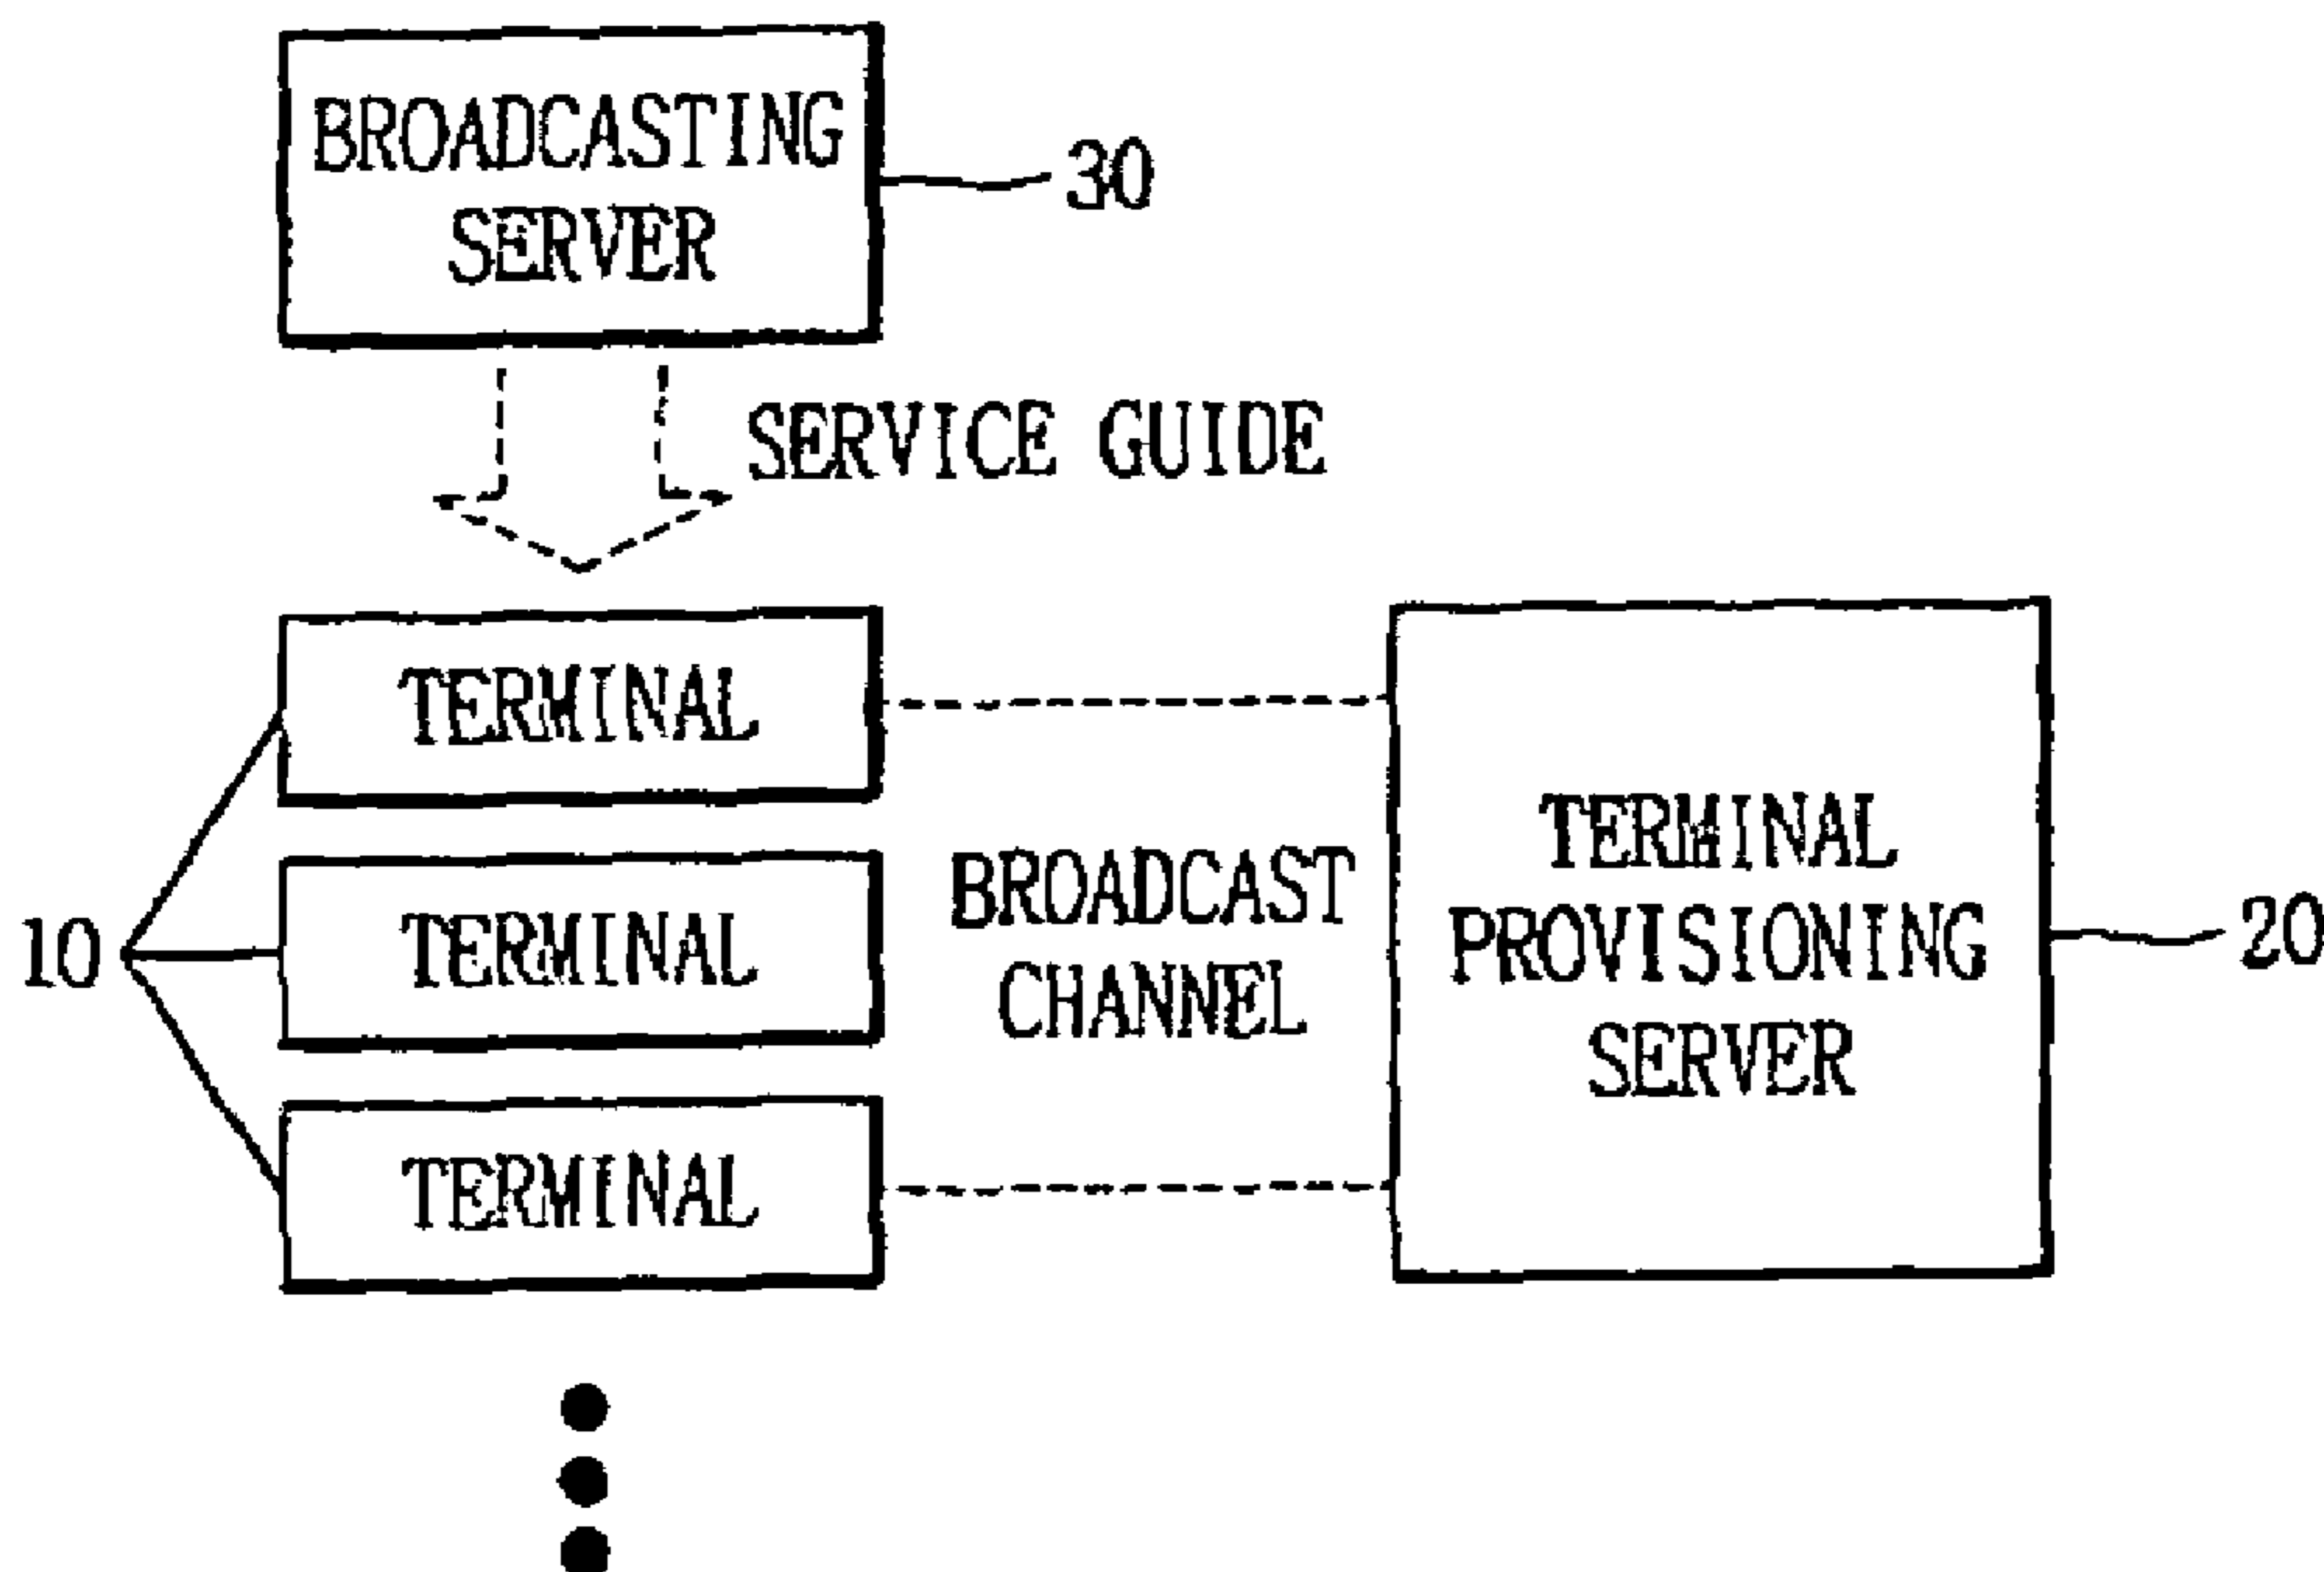 BROADCASTING
SERVER
30
SERVICE GUIDE
TERMINAL
TERMINAL
TERMINAL
10
BROADCAST
CHANNEL
TERMINAL
PROVISIONING
SERVER
20